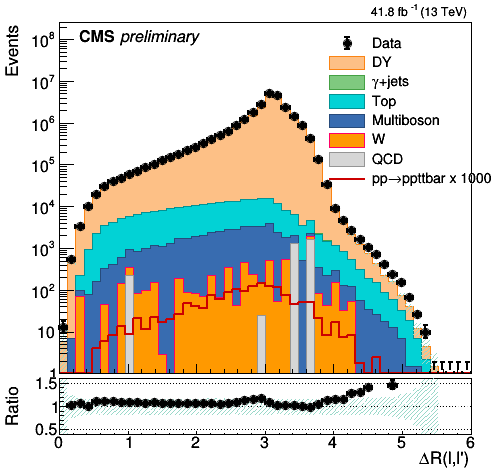 41.8 fb⁻¹ (13 TeV)
CMS preliminary
Events
10⁸
10⁷
10⁶
10⁵
10⁴
10³
10²
10
1
Data
DY
γ+jets
Top
Multiboson
W
QCD
pp→ppttbar x 1000
Ratio
1.5
1
0.5
0 1 2 3 4 5 6
ΔR(l,l')